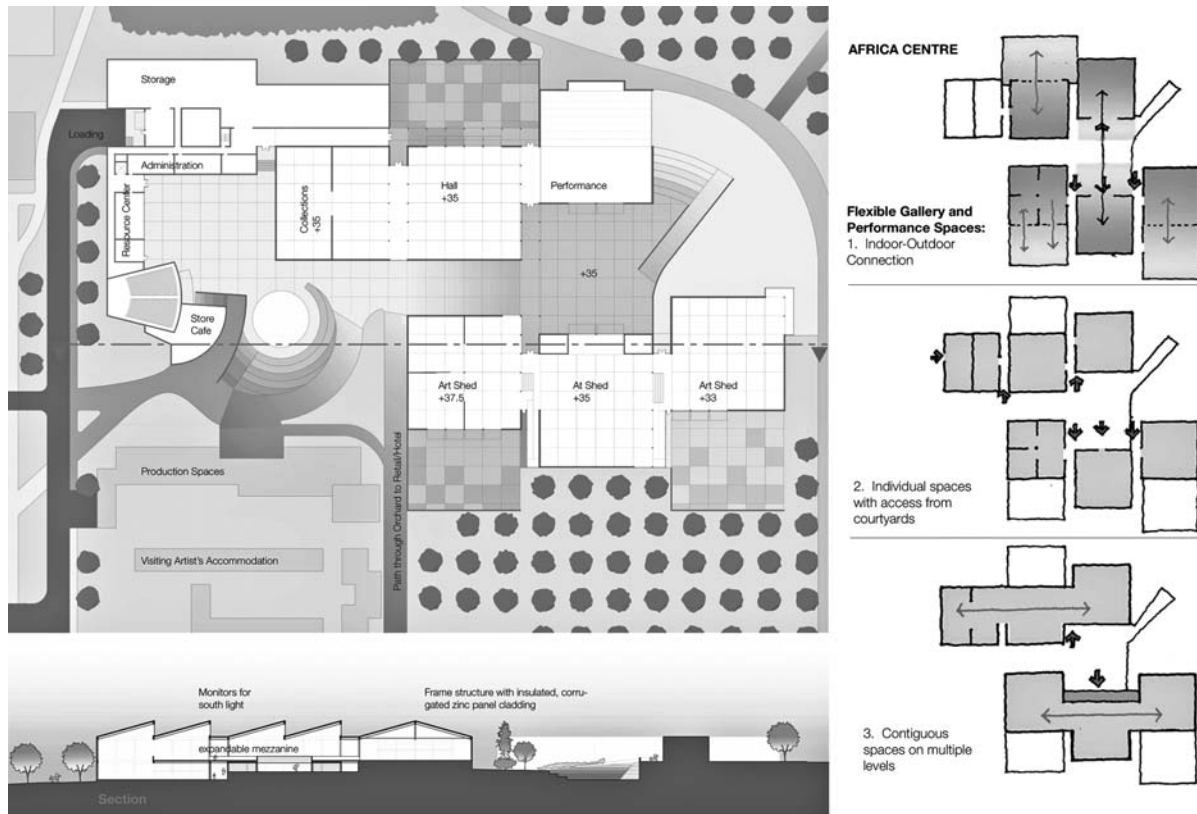 Storage
Loading
Administration
Resource Center
Collections
+35
Hall
+35
Performance
+35
Store
Cafe
Art Shed
+37.5
At Shed
+35
Art Shed
+33
Production Spaces
Visiting Artist's Accommodation
Path through Orchard to Retail/Hotel
Monitors for
south light
Frame structure with insulated, corru-
gated zinc panel cladding
expandable mezzanine
Section
AFRICA CENTRE
Flexible Gallery and
Performance Spaces:
1. Indoor-Outdoor
Connection
2. Individual spaces
with access from
courtyards
3. Contiguous
spaces on multiple
levels